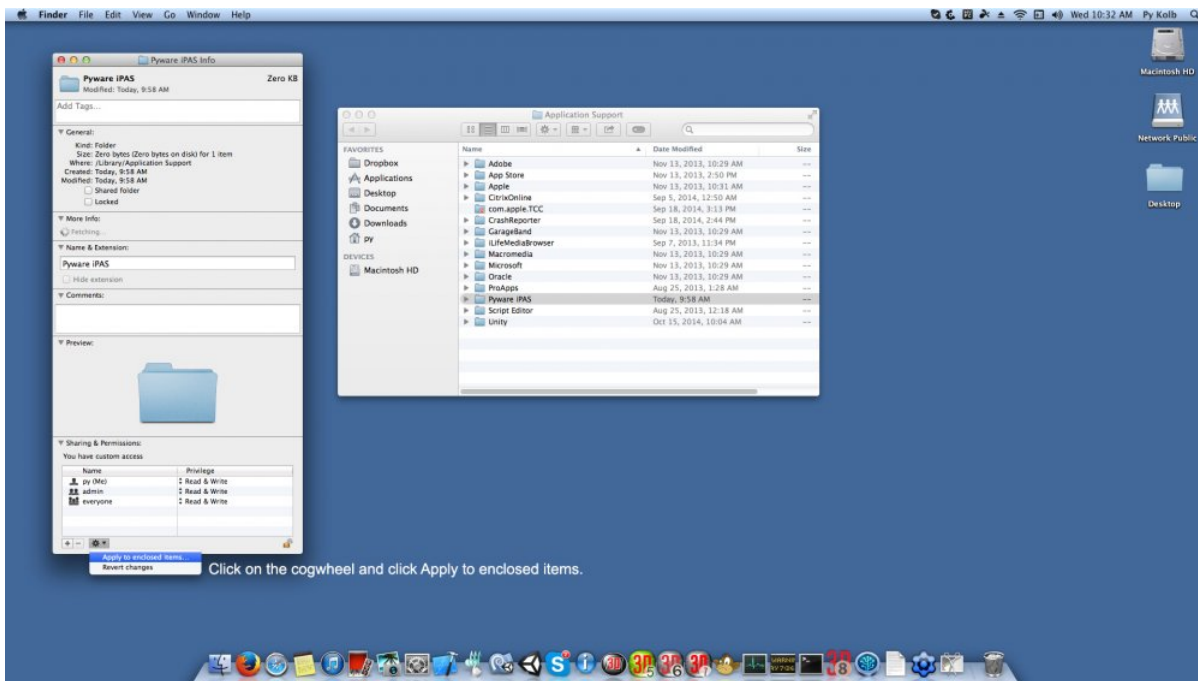 Finder File Edit View Go Window Help Wed 10:32 AM Py Kolb
Pyware iPAS Info
Pyware iPAS Zero KB
Modified: Today, 9:58 AM
Add Tags...
General:
Kind: Folder
Size: Zero bytes (Zero bytes on disk) for 1 item
Where: /Library/Application Support
Created: Today, 9:58 AM
Modified: Today, 9:58 AM
Shared folder
Locked
More Info:
Fetching...
Name & Extension:
Pyware iPAS
Hide extension
Comments:
Preview:
Sharing & Permissions:
You have custom access
Name Privilege
py (Me) Read & Write
admin Read & Write
everyone Read & Write
Apply to enclosed items...
Revert changes
Application Support
FAVORITES
Dropbox
Applications
Desktop
Documents
Downloads
py
DEVICES
Macintosh HD
Name Date Modified Size
Adobe Nov 13, 2013, 10:29 AM --
App Store Nov 13, 2013, 2:50 PM --
Apple Nov 13, 2013, 10:31 AM --
CitrixOnline Sep 5, 2014, 12:50 AM --
com.apple.TCC Sep 18, 2014, 3:13 PM --
CrashReporter Sep 18, 2014, 2:44 PM --
GarageBand Nov 13, 2013, 10:29 AM --
iLifeMediaBrowser Sep 7, 2013, 11:34 PM --
Macromedia Nov 13, 2013, 10:29 AM --
Microsoft Nov 13, 2013, 10:29 AM --
Oracle Nov 13, 2013, 10:29 AM --
ProApps Aug 25, 2013, 1:28 AM --
Pyware iPAS Today, 9:58 AM --
Script Editor Aug 25, 2013, 12:18 AM --
Unity Oct 15, 2014, 10:04 AM --
Macintosh HD
Network Public
Desktop
Click on the cogwheel and click Apply to enclosed items.